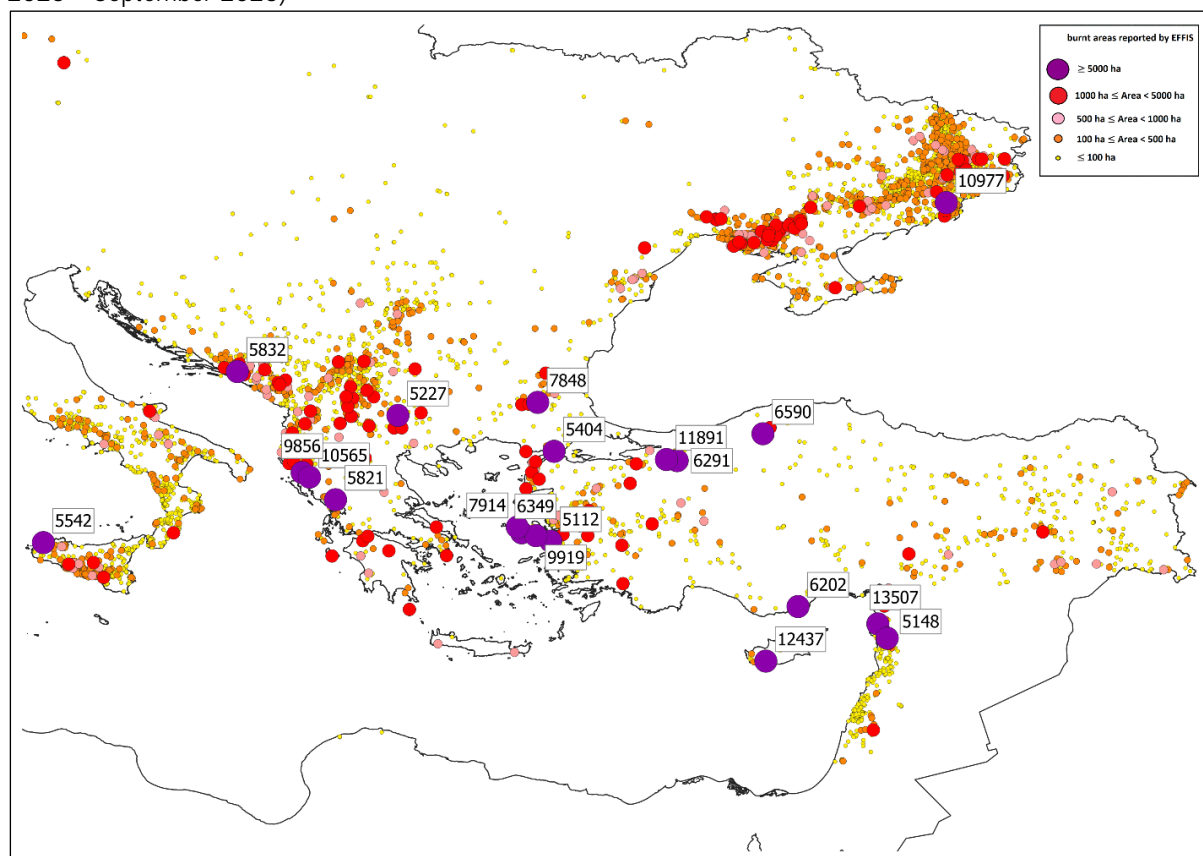 September
burnt areas reported by EFFIS
≥ 5000 ha
1000 ha ≤ Area < 5000 ha
500 ha ≤ Area < 1000 ha
100 ha ≤ Area < 500 ha
≤ 100 ha
10977
5832
7848
5227
6590
5404
11891
9856
10565
6291
5821
7914
6349
5112
5542
9919
6202
13507
5148
12437